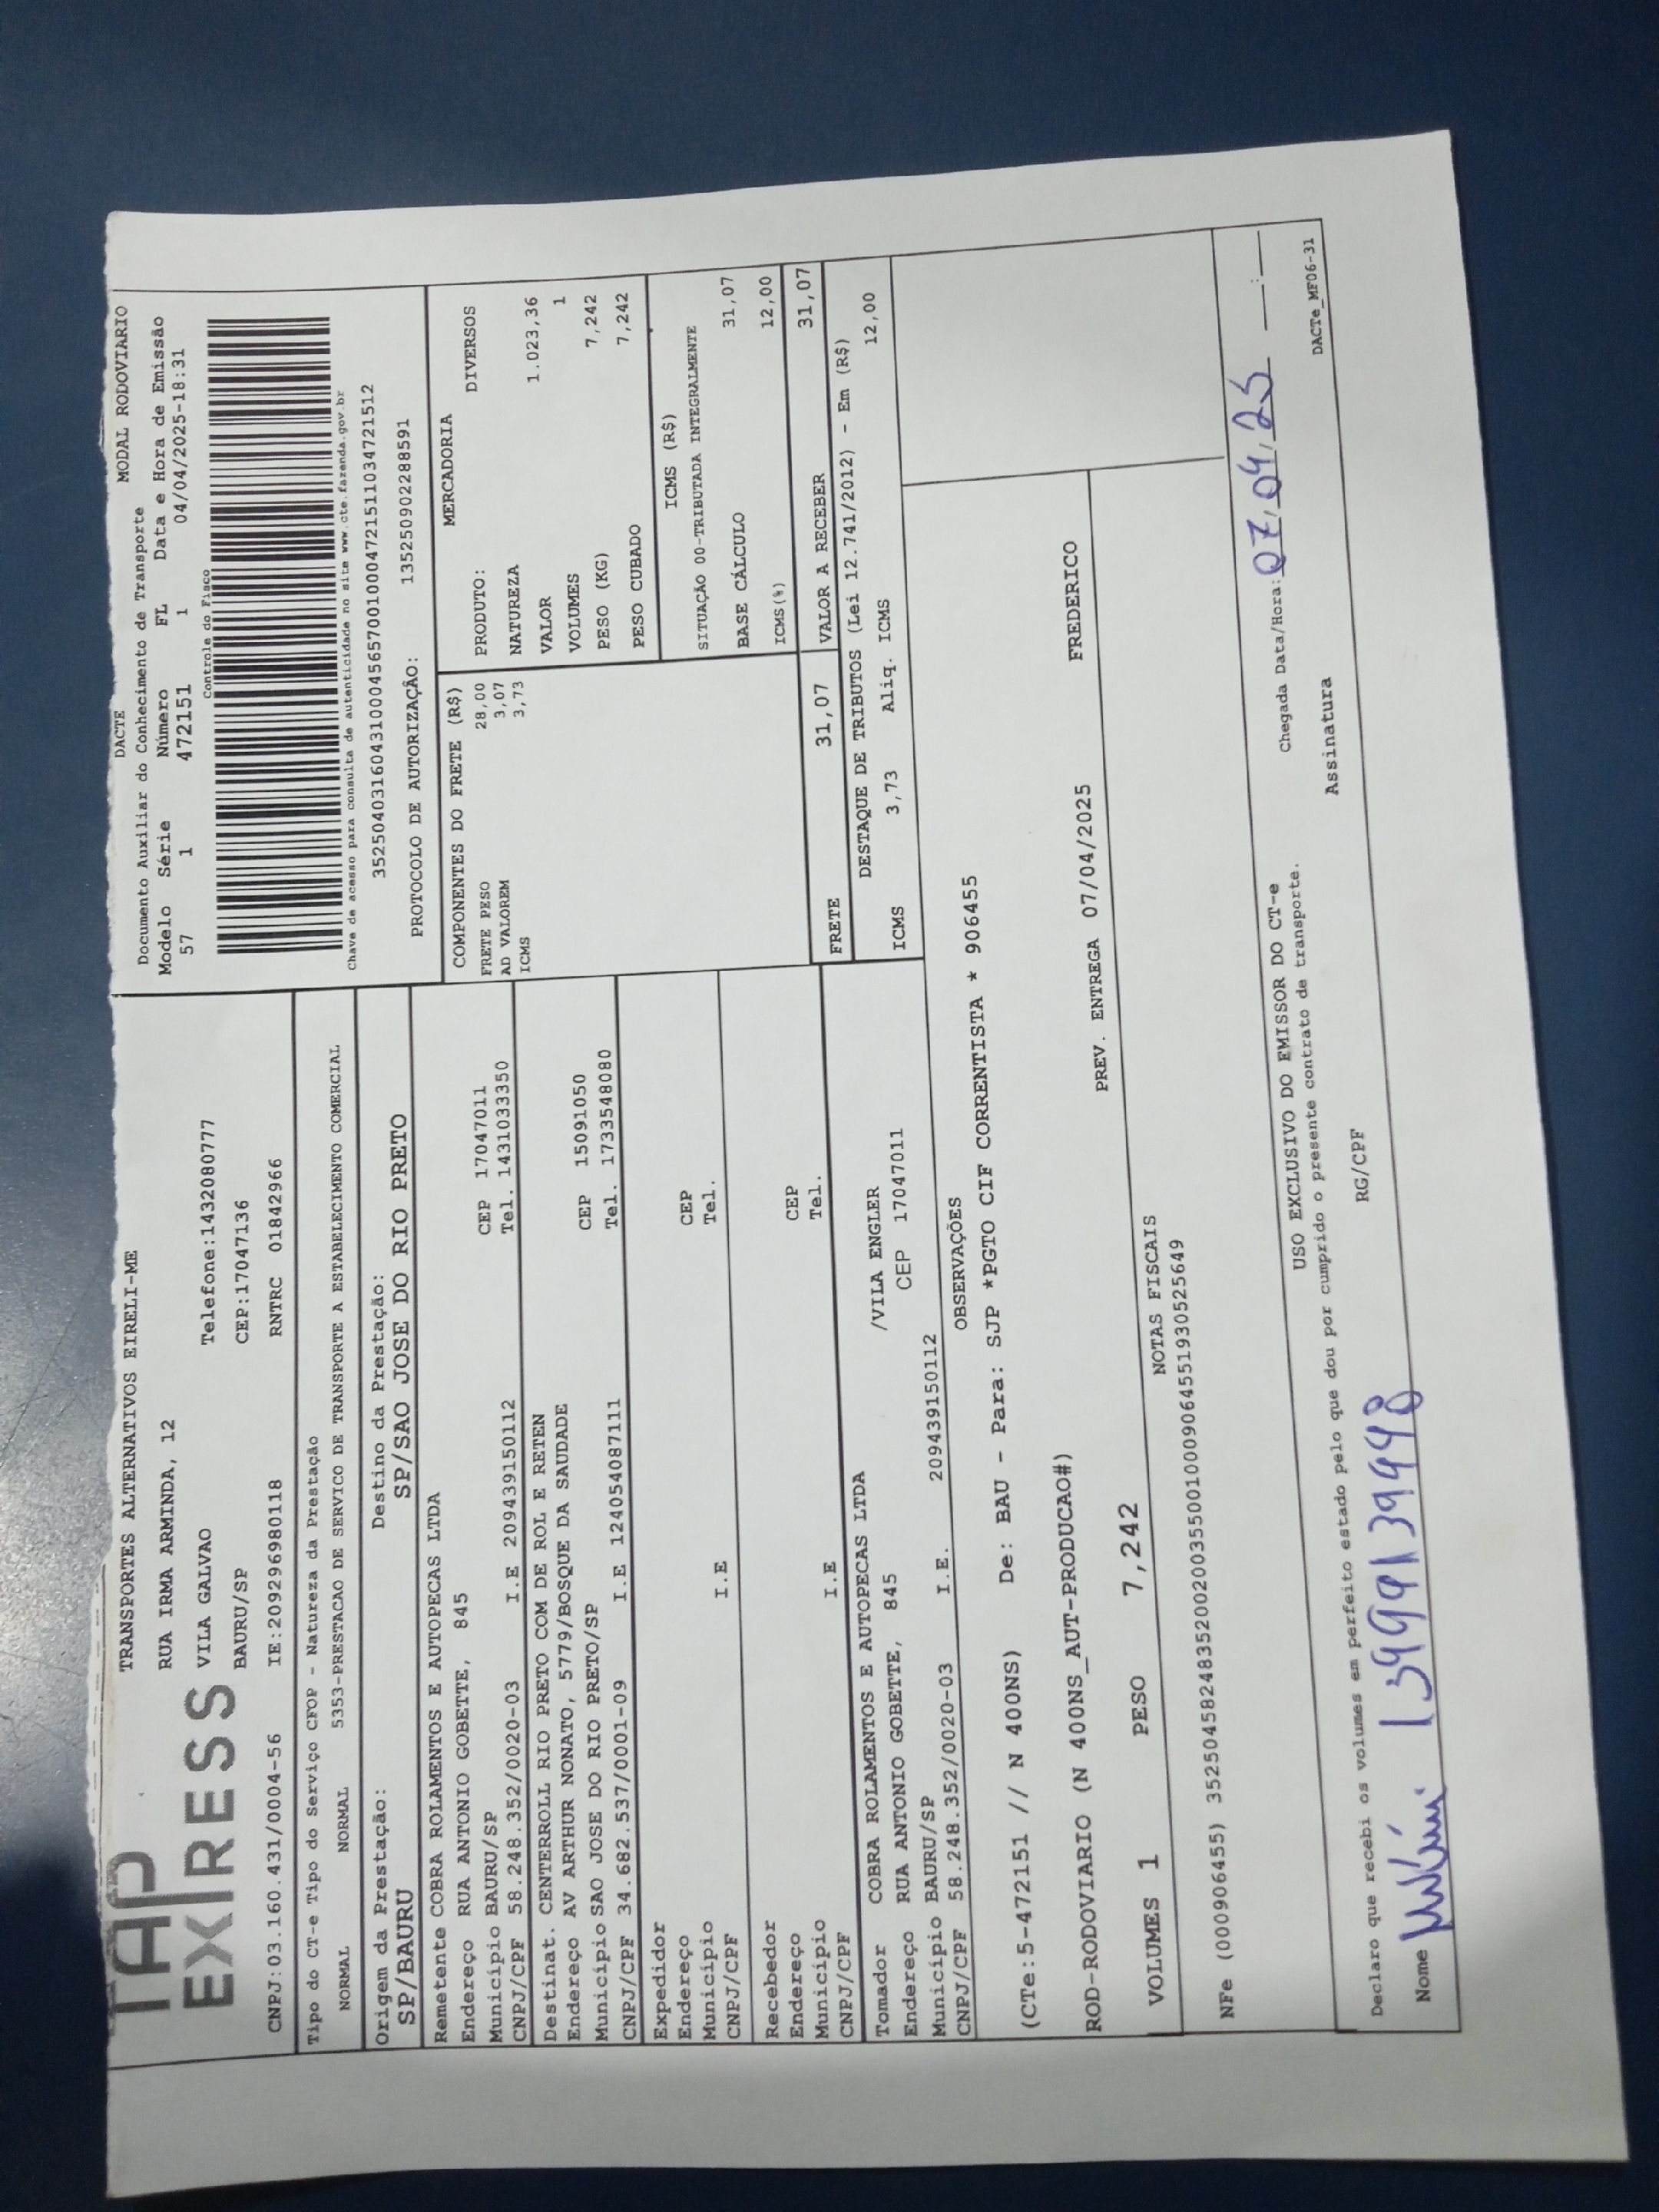 TAP
EXPRESS
TRANSPORTES ALTERNATIVOS EIRELI-ME
RUA IRMA ARMINDA, 12
VILA GALVAO Telefone:1432080777
BAURU/SP CEP:17047136
CNPJ:03.160.431/0004-56 IE:209296980118 RNTRC 01842966
DACTE MODAL RODOVIARIO
Documento Auxiliar do Conhecimento de Transporte
Modelo Série Número FL Data e Hora de Emissão
57 1 472151 1 04/04/2025-18:31
Controle do Fisco
Chave de acesso para consulta de autenticidade no site www.cte.fazenda.gov.br
35250403160431000456570010004721511034721512
PROTOCOLO DE AUTORIZAÇÃO: 135250902288591
Tipo do CT-e Tipo do Serviço CFOP - Natureza da Prestação
NORMAL NORMAL 5353-PRESTACAO DE SERVICO DE TRANSPORTE A ESTABELECIMENTO COMERCIAL
Origem da Prestação: Destino da Prestação:
SP/BAURU SP/SAO JOSE DO RIO PRETO
Remetente COBRA ROLAMENTOS E AUTOPECAS LTDA
Endereço RUA ANTONIO GOBETTE, 845 CEP 17047011
Município BAURU/SP Tel. 1431033350
CNPJ/CPF 58.248.352/0020-03 I.E 209439150112
Destinat. CENTERROLL RIO PRETO COM DE ROL E RETEN
Endereço AV ARTHUR NONATO, 5779/BOSQUE DA SAUDADE CEP 15091050
Município SAO JOSE DO RIO PRETO/SP Tel. 1733548080
CNPJ/CPF 34.682.537/0001-09 I.E 124054087111
Expedidor
Endereço CEP
Município Tel.
CNPJ/CPF I.E
Recebedor
Endereço CEP
Município Tel.
CNPJ/CPF I.E
Tomador COBRA ROLAMENTOS E AUTOPECAS LTDA
Endereço RUA ANTONIO GOBETTE, 845 /VILA ENGLER
Município BAURU/SP CEP 17047011
CNPJ/CPF 58.248.352/0020-03 I.E. 209439150112
COMPONENTES DO FRETE (R$)
FRETE PESO 28,00
AD VALOREM 3,07
ICMS 3,73
MERCADORIA
PRODUTO: DIVERSOS
NATUREZA
VALOR 1.023,36
VOLUMES 1
PESO (KG) 7,242
PESO CUBADO 7,242
ICMS (R$)
SITUAÇÃO 00-TRIBUTADA INTEGRALMENTE
BASE CÁLCULO 31,07
ICMS(%) 12,00
FRETE 31,07 VALOR A RECEBER 31,07
DESTAQUE DE TRIBUTOS (Lei 12.741/2012) - Em (R$)
ICMS 3,73 Aliq. ICMS 12,00
OBSERVAÇÕES
(CTe:5-472151 // N 400NS) De: BAU - Para: SJP *PGTO CIF CORRENTISTA * 906455
ROD-RODOVIARIO (N 400NS_AUT-PRODUCAO#)
PREV. ENTREGA 07/04/2025 FREDERICO
VOLUMES 1 PESO 7,242
NOTAS FISCAIS
NFe (000906455) 35250458248352002003550010009064551930525649
USO EXCLUSIVO DO EMISSOR DO CT-e
Chegada Data/Hora: 07/04/25 __:__
Declaro que recebi os volumes em perfeito estado pelo que dou por cumprido o presente contrato de transporte.
Nome RG/CPF Assinatura
DACTe_MF06-31